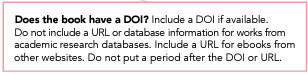 Does the book have a DOI? Include a DOI if available.
Do not include a URL or database information for works from
academic research databases. Include a URL for ebooks from
other websites. Do not put a period after the DOI or URL.